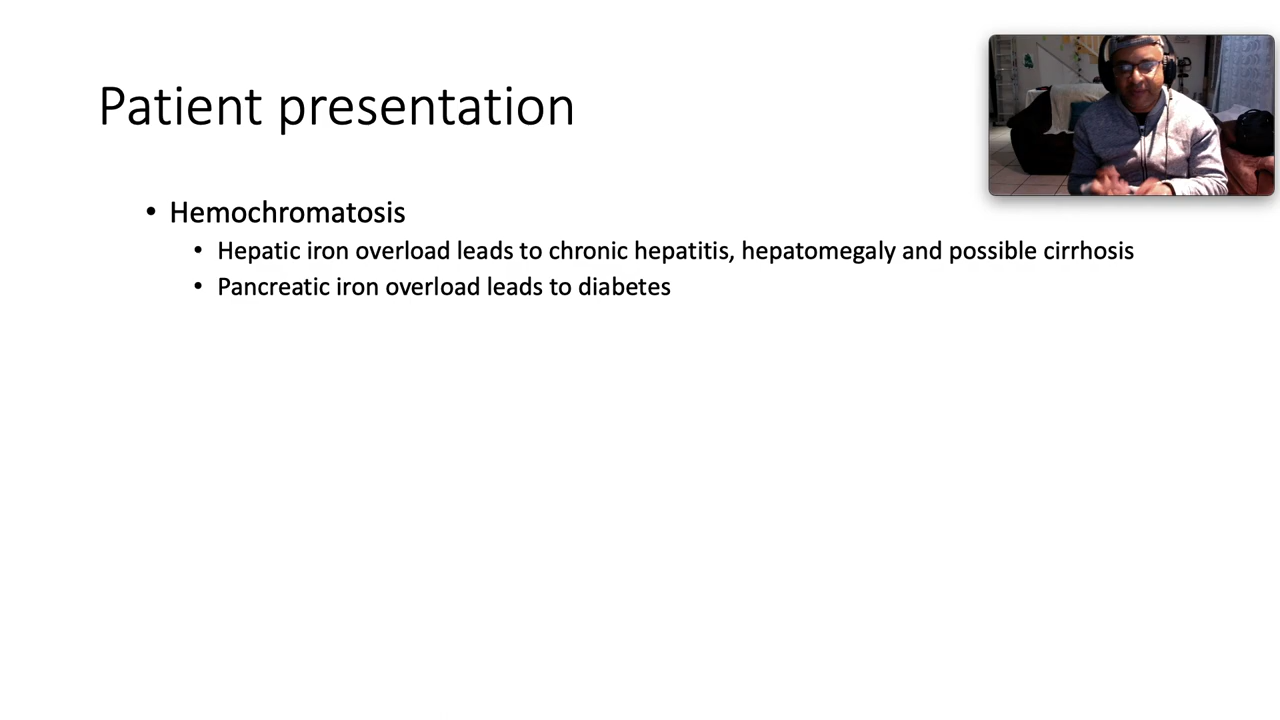 Patient presentation
• Hemochromatosis
• Hepatic iron overload leads to chronic hepatitis, hepatomegaly and possible cirrhosis
• Pancreatic iron overload leads to diabetes